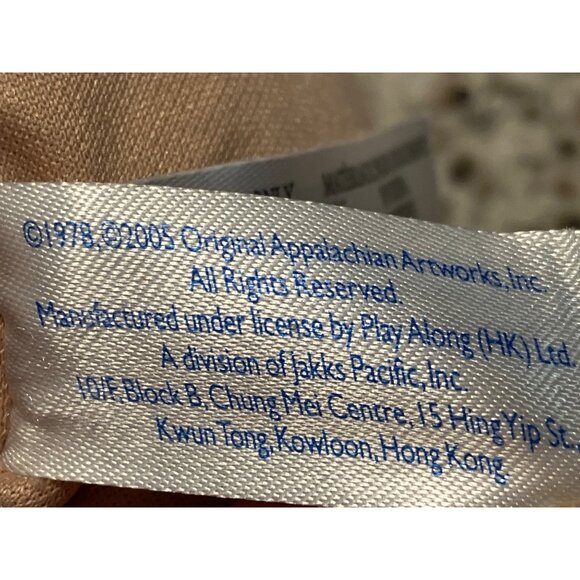 ©1978, ©2005 Original Appalachian Artworks, Inc.
All Rights Reserved.
Manufactured under license by Play Along (HK) Ltd.
A division of Jakks Pacific, Inc.
10/F. Block B, Chung Mei Centre, 15 Hing Yip St.,
Kwun Tong, Kowloon, Hong Kong.